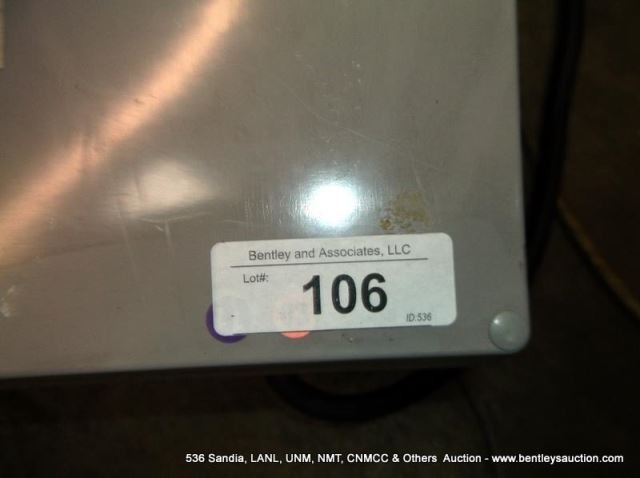 Bentley and Associates, LLC
Lot#:
106
ID:536
536 Sandia, LANL, UNM, NMT, CNMCC & Others Auction - www.bentleysauction.com